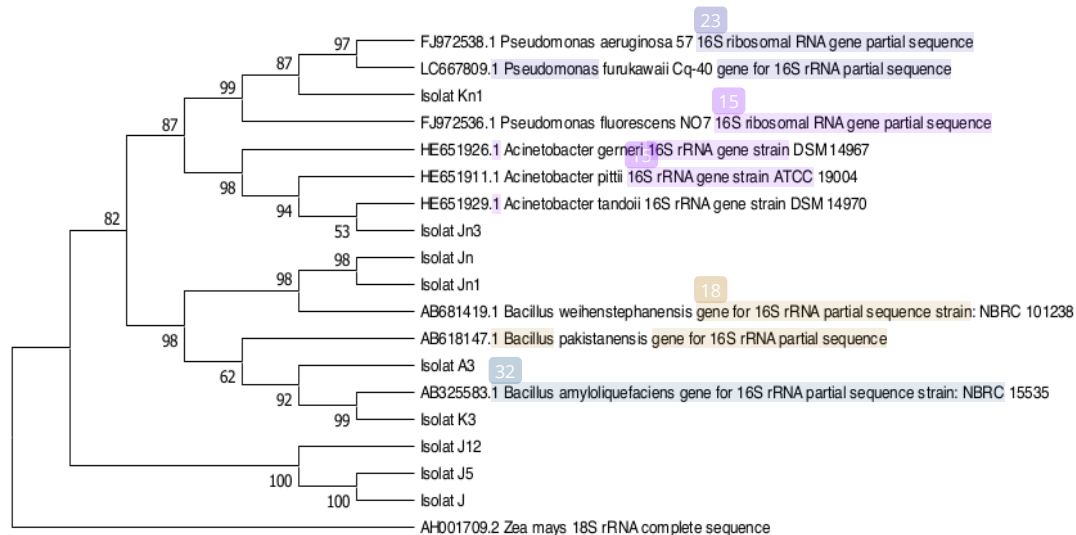 23
97
FJ972538.1 Pseudomonas aeruginosa 57 16S ribosomal RNA gene partial sequence
87
LC667809.1 Pseudomonas furukawaii Cq-40 gene for 16S rRNA partial sequence
99
Isolat Kn1
15
87
FJ972536.1 Pseudomonas fluorescens NO7 16S ribosomal RNA gene partial sequence
HE651926.1 Acinetobacter gerneri 16S rRNA gene strain DSM 14967
15
98
HE651911.1 Acinetobacter pittii 16S rRNA gene strain ATCC 19004
94
HE651929.1 Acinetobacter tandoii 16S rRNA gene strain DSM 14970
82
53
Isolat Jn3
98
Isolat Jn
98
Isolat Jn1
18
AB681419.1 Bacillus weihenstephanensis gene for 16S rRNA partial sequence strain: NBRC 101238
98
AB618147.1 Bacillus pakistanensis gene for 16S rRNA partial sequence
62
Isolat A3
32
92
AB325583.1 Bacillus amyloliquefaciens gene for 16S rRNA partial sequence strain: NBRC 15535
99
Isolat K3
Isolat J12
100
Isolat J5
100
Isolat J
AH001709.2 Zea mays 18S rRNA complete sequence